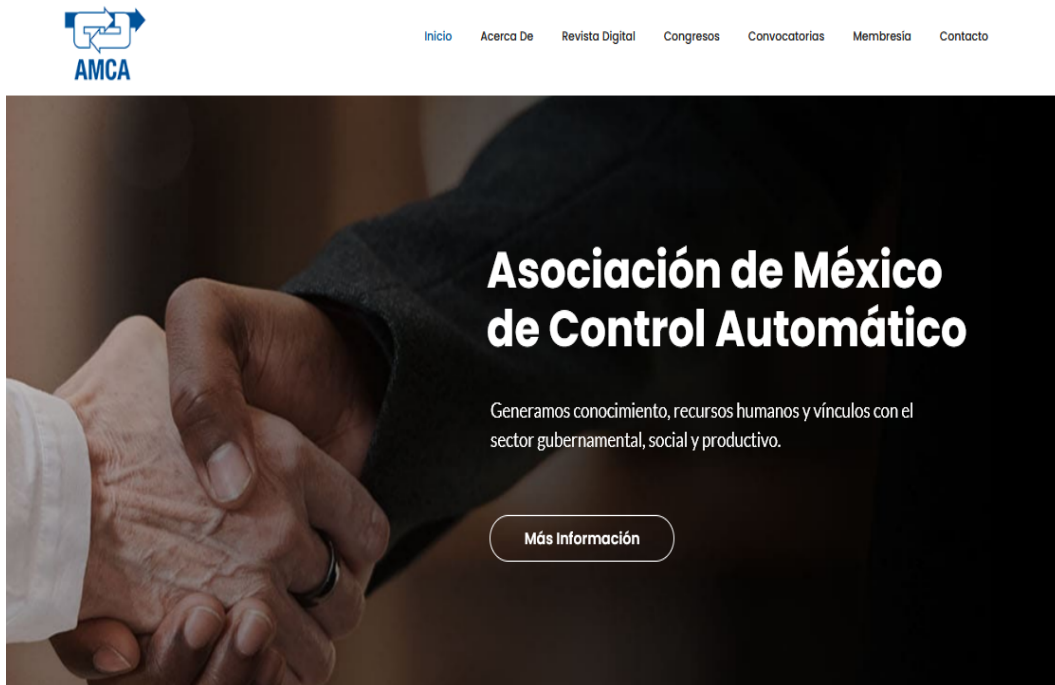 AMCA
Inicio Acerca De Revista Digital Congresos Convocatorias Membresía Contacto
Asociación de México
de Control Automático
Generamos conocimiento, recursos humanos y vínculos con el
sector gubernamental, social y productivo.
Más Información